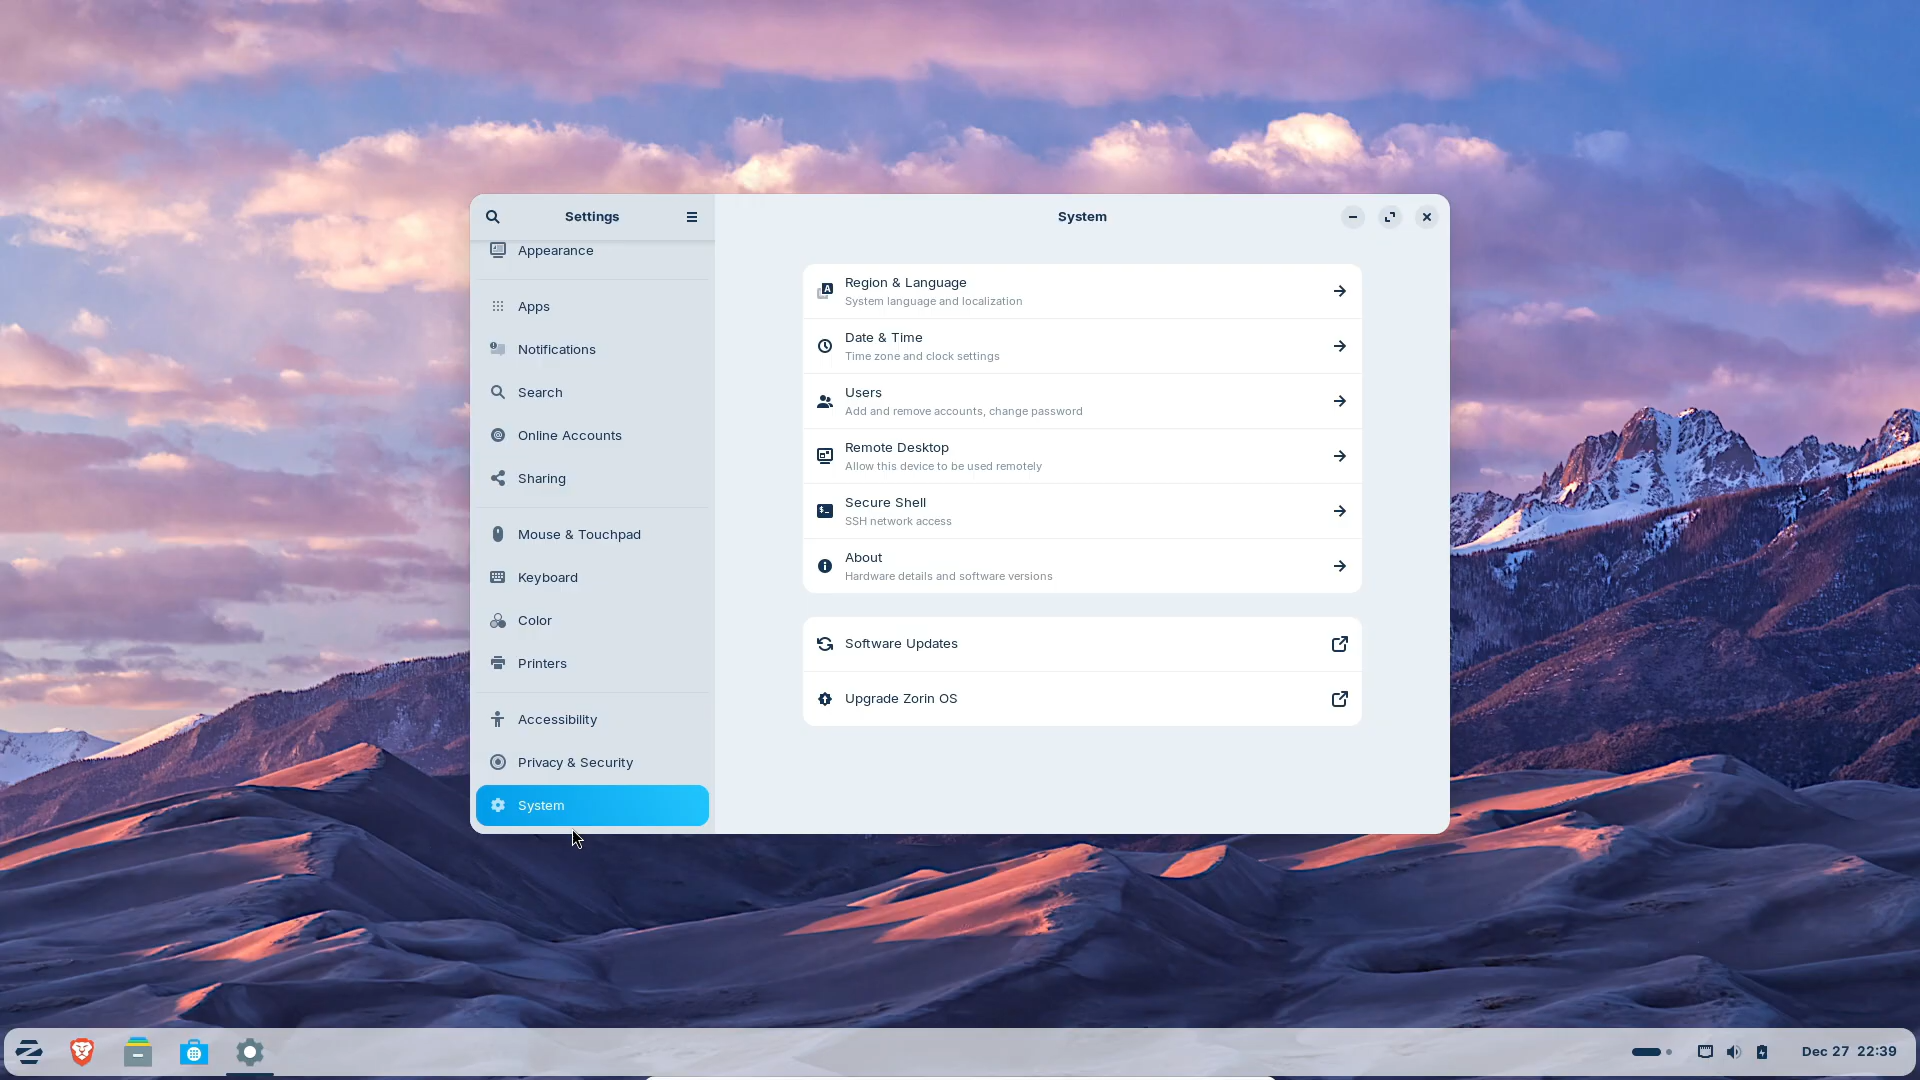 Settings
System
Appearance
Apps
Notifications
Search
Online Accounts
Sharing
Mouse & Touchpad
Keyboard
Color
Printers
Accessibility
Privacy & Security
System
Region & Language
System language and localization
Date & Time
Time zone and clock settings
Users
Add and remove accounts, change password
Remote Desktop
Allow this device to be used remotely
Secure Shell
SSH network access
About
Hardware details and software versions
Software Updates
Upgrade Zorin OS
Dec 27 22:39